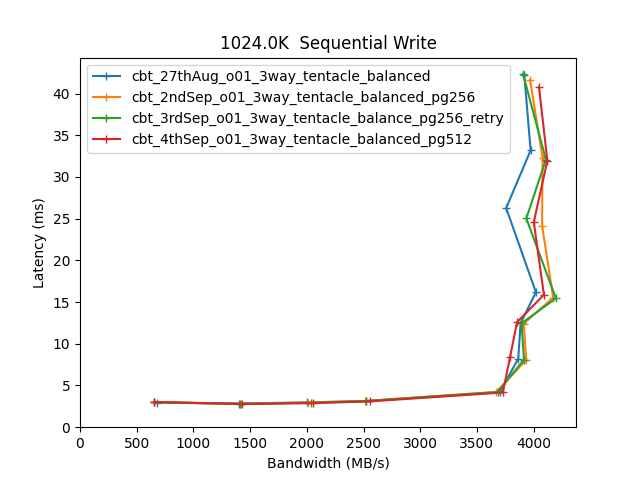 1024.0K  Sequential Write
cbt_27thAug_o01_3way_tentacle_balanced
cbt_2ndSep_o01_3way_tentacle_balanced_pg256
cbt_3rdSep_o01_3way_tentacle_balance_pg256_retry
cbt_4thSep_o01_3way_tentacle_balanced_pg512
Latency (ms)
40
35
30
25
20
15
10
5
0
0 500 1000 1500 2000 2500 3000 3500 4000
Bandwidth (MB/s)